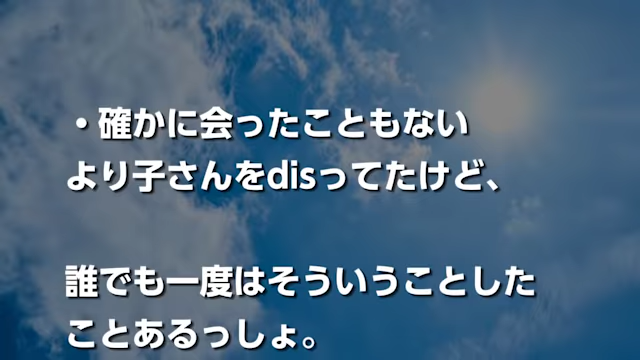 ・確かに会ったこともない
より子さんをdisってたけど、
誰でも一度はそういうことした
ことあるっしょ。